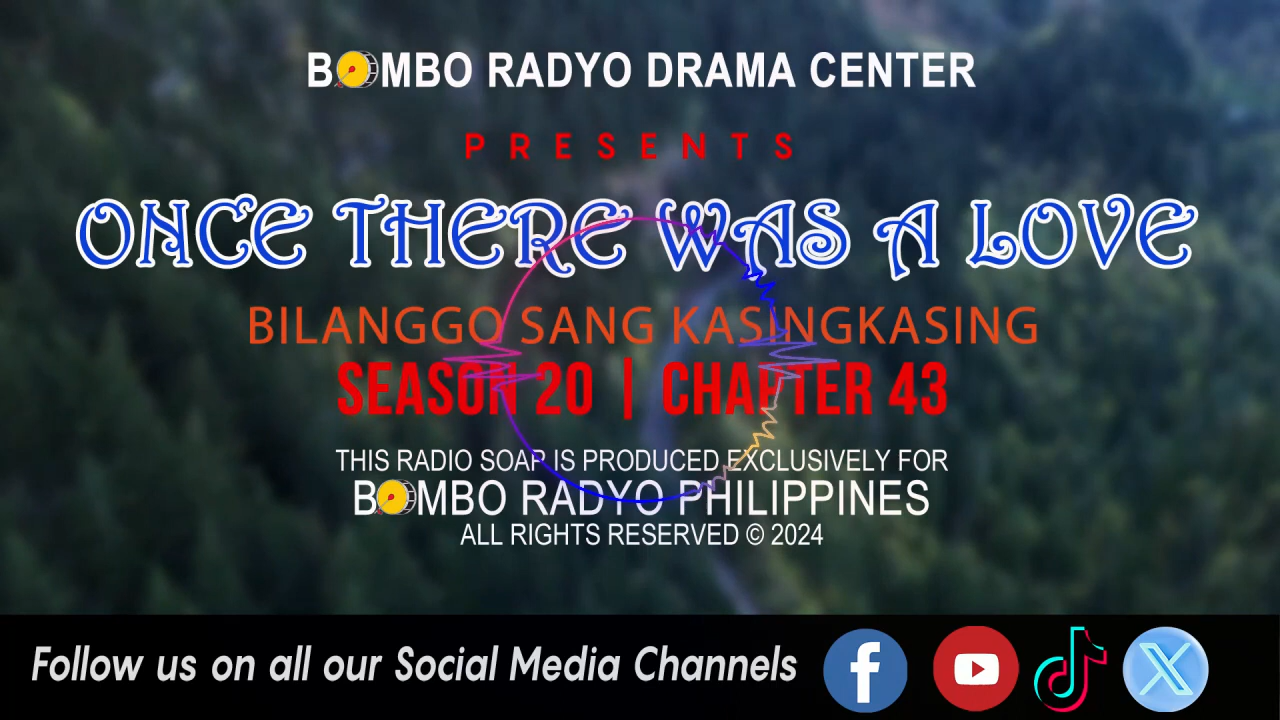 BOMBO RADYO DRAMA CENTER
PRESENTS
ONCE THERE WAS A LOVE
BILANGGO SANG KASINGKASING
SEASON 20 | CHAPTER 43
THIS RADIO SOAP IS PRODUCED EXCLUSIVELY FOR
BOMBO RADYO PHILIPPINES
ALL RIGHTS RESERVED © 2024
Follow us on all our Social Media Channels